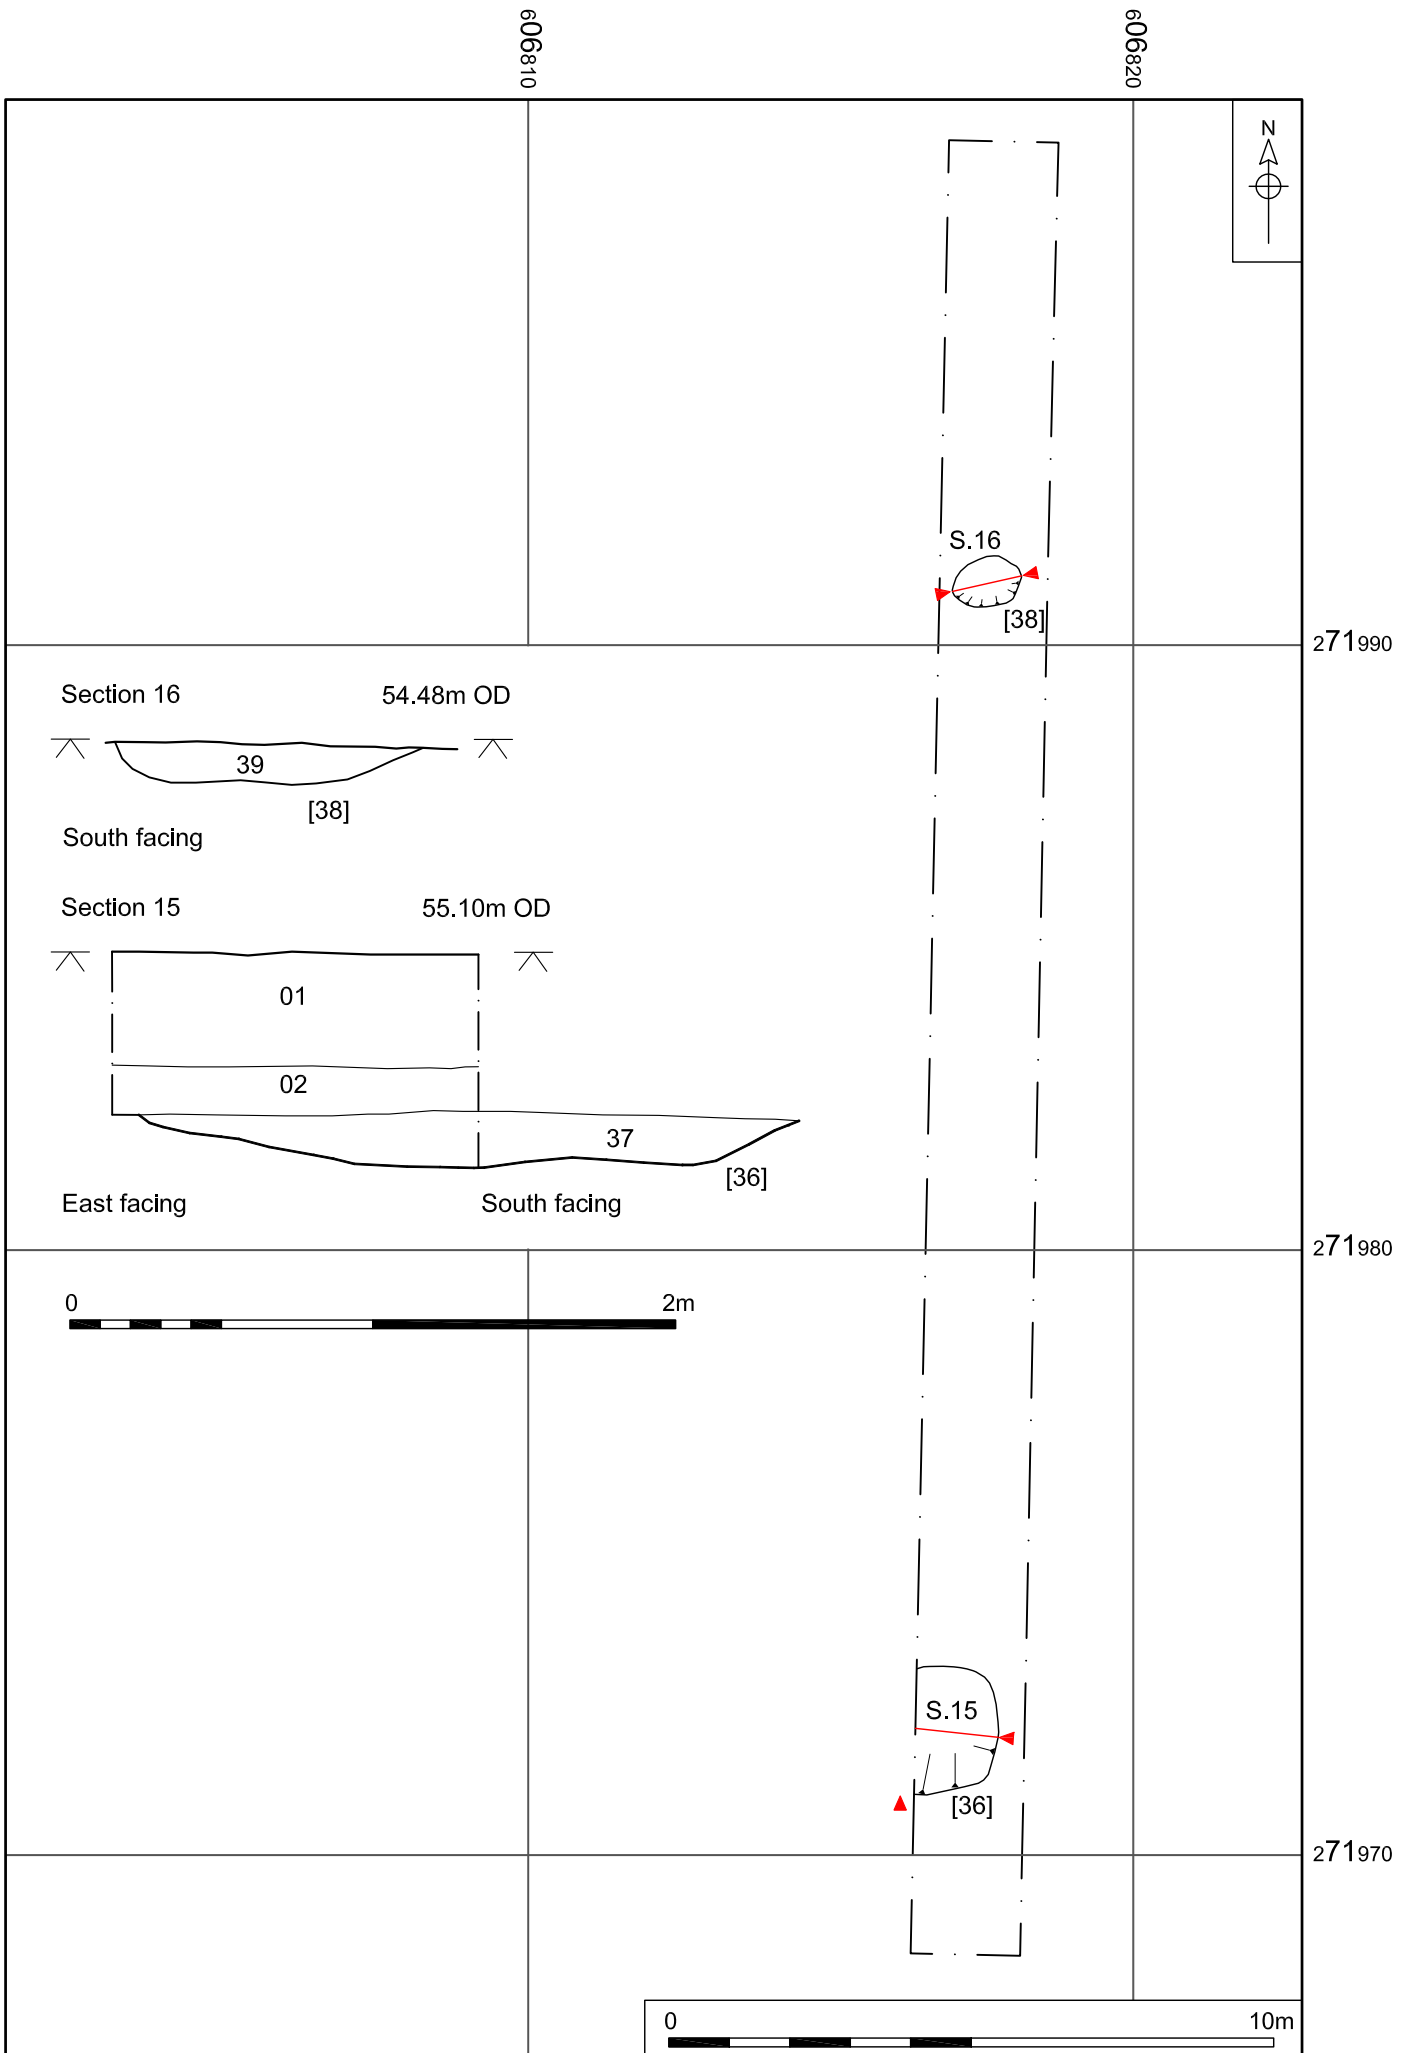 606810
606820
N
S.16
[38]
271990
Section 16 54.48m OD
39
[38]
South facing
Section 15 55.10m OD
01
02
37
[36]
East facing South facing
271980
0 2m
S.15
[36]
271970
0 10m